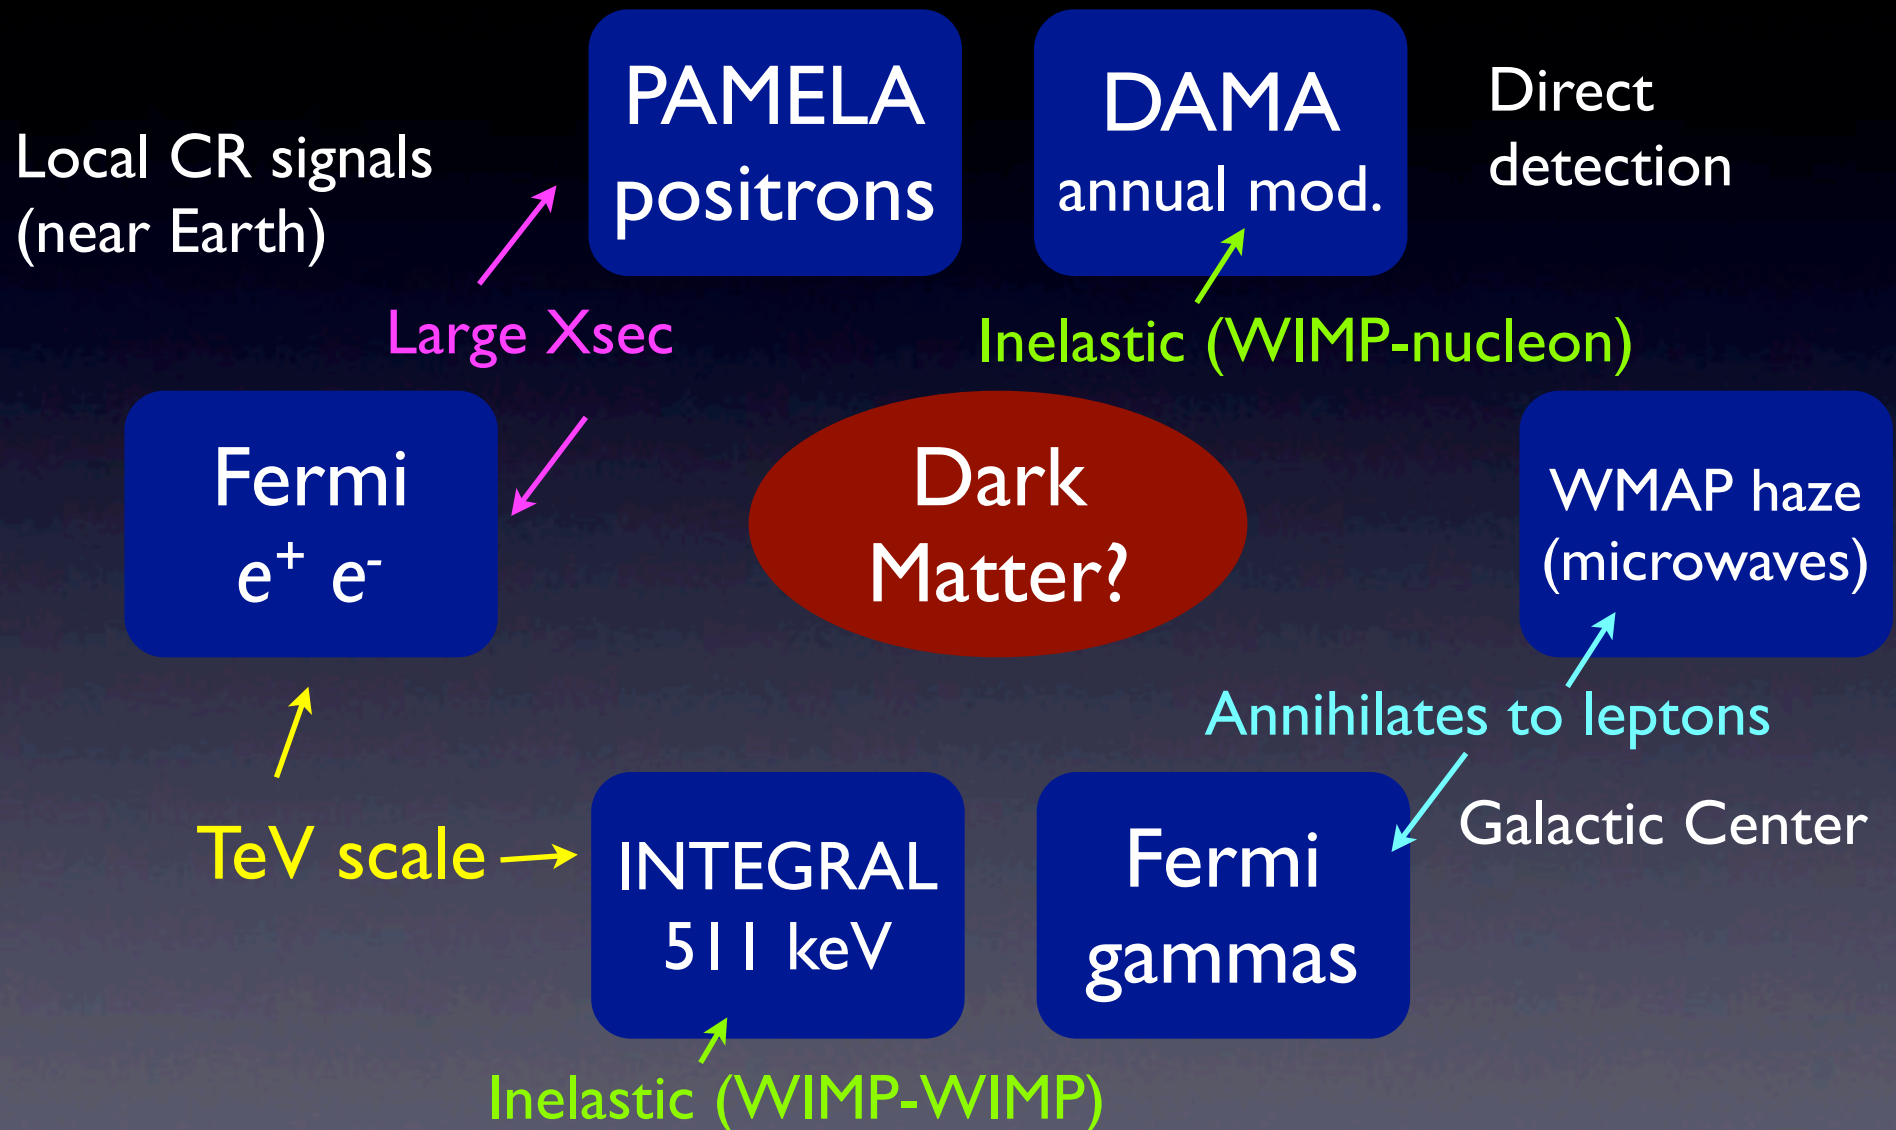 PAMELA
positrons
DAMA
annual mod.
Direct
detection
Local CR signals
(near Earth)
Large Xsec
Inelastic (WIMP-nucleon)
Fermi
e⁺ e⁻
Dark
Matter?
WMAP haze
(microwaves)
Annihilates to leptons
TeV scale
INTEGRAL
511 keV
Fermi
gammas
Galactic Center
Inelastic (WIMP-WIMP)